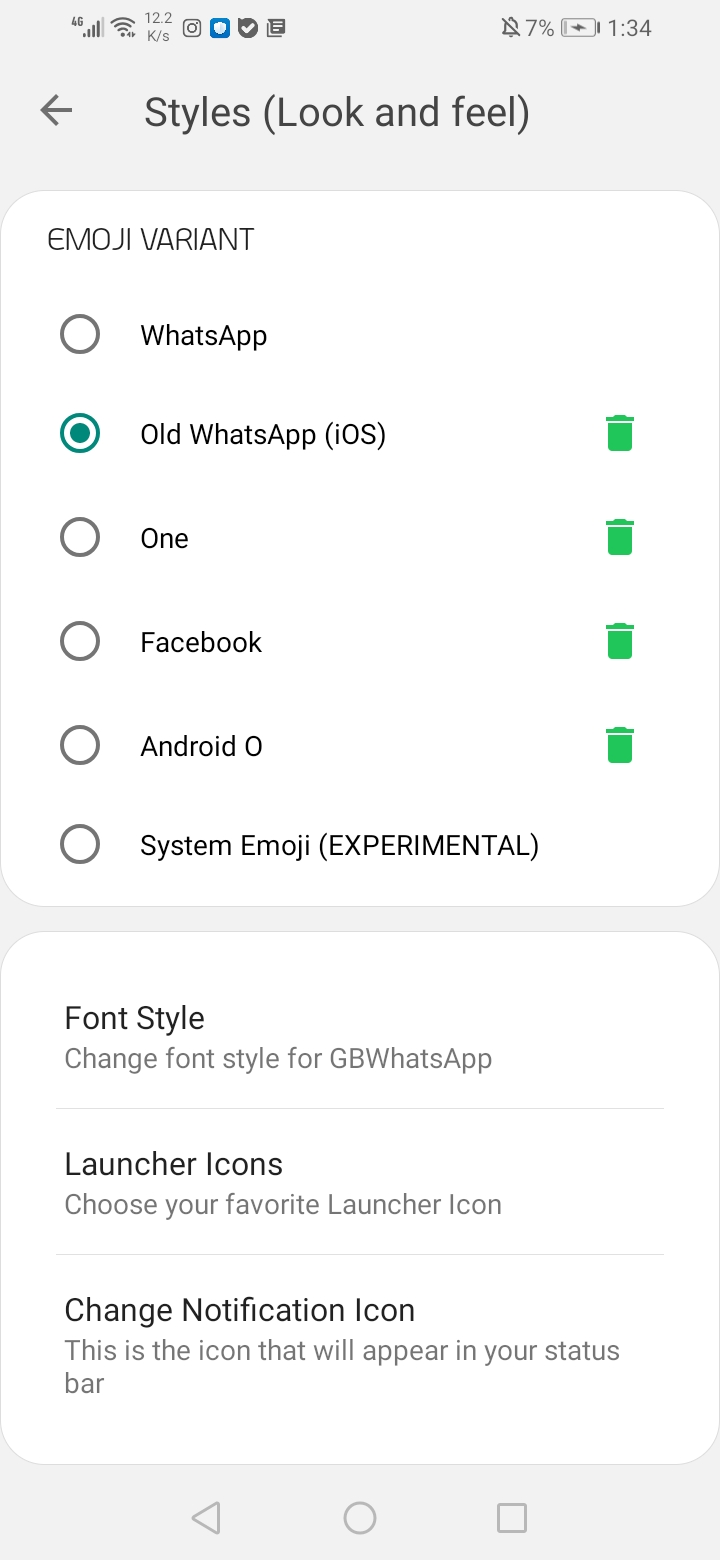 4G 12.2 K/s 7% 1:34
Styles (Look and feel)
EMOJI VARIANT
WhatsApp
Old WhatsApp (iOS)
One
Facebook
Android O
System Emoji (EXPERIMENTAL)
Font Style
Change font style for GBWhatsApp
Launcher Icons
Choose your favorite Launcher Icon
Change Notification Icon
This is the icon that will appear in your status
bar